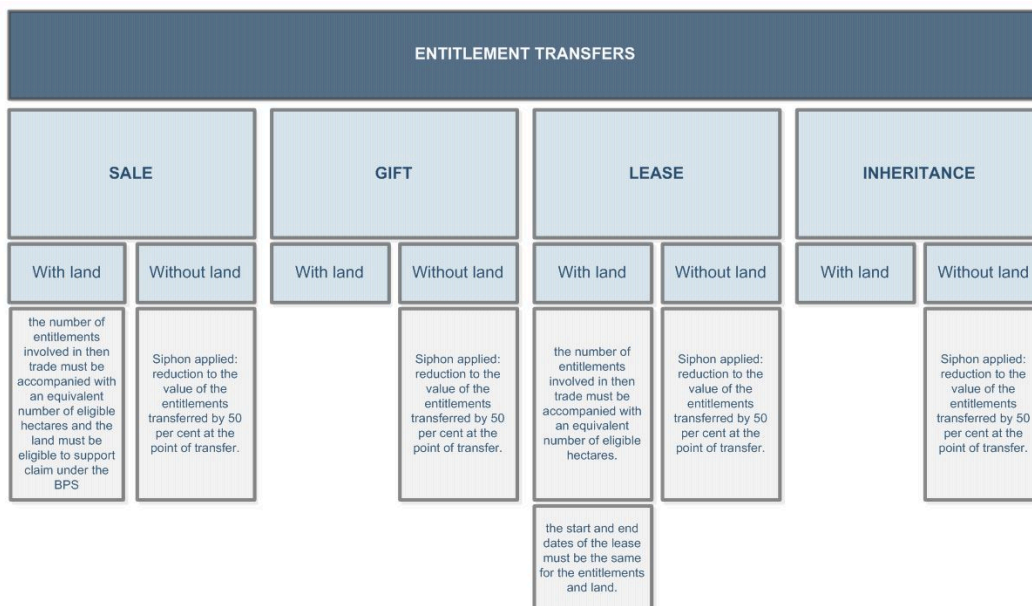 ENTITLEMENT TRANSFERS
SALE
GIFT
LEASE
INHERITANCE
With land
Without land
With land
Without land
With land
Without land
With land
Without land
the number of
entitlements
involved in then
trade must be
accompanied with
an equivalent
number of eligible
hectares and the
land must be
eligible to support
claim under the
BPS
Siphon applied:
reduction to the
value of the
entitlements
transferred by 50
per cent at the
point of transfer.
Siphon applied:
reduction to the
value of the
entitlements
transferred by 50
per cent at the
point of transfer.
the number of
entitlements
involved in then
trade must be
accompanied with
an equivalent
number of eligible
hectares.
Siphon applied:
reduction to the
value of the
entitlements
transferred by 50
per cent at the
point of transfer.
Siphon applied:
reduction to the
value of the
entitlements
transferred by 50
per cent at the
point of transfer.
the start and end
dates of the lease
must be the same
for the entitlements
and land.